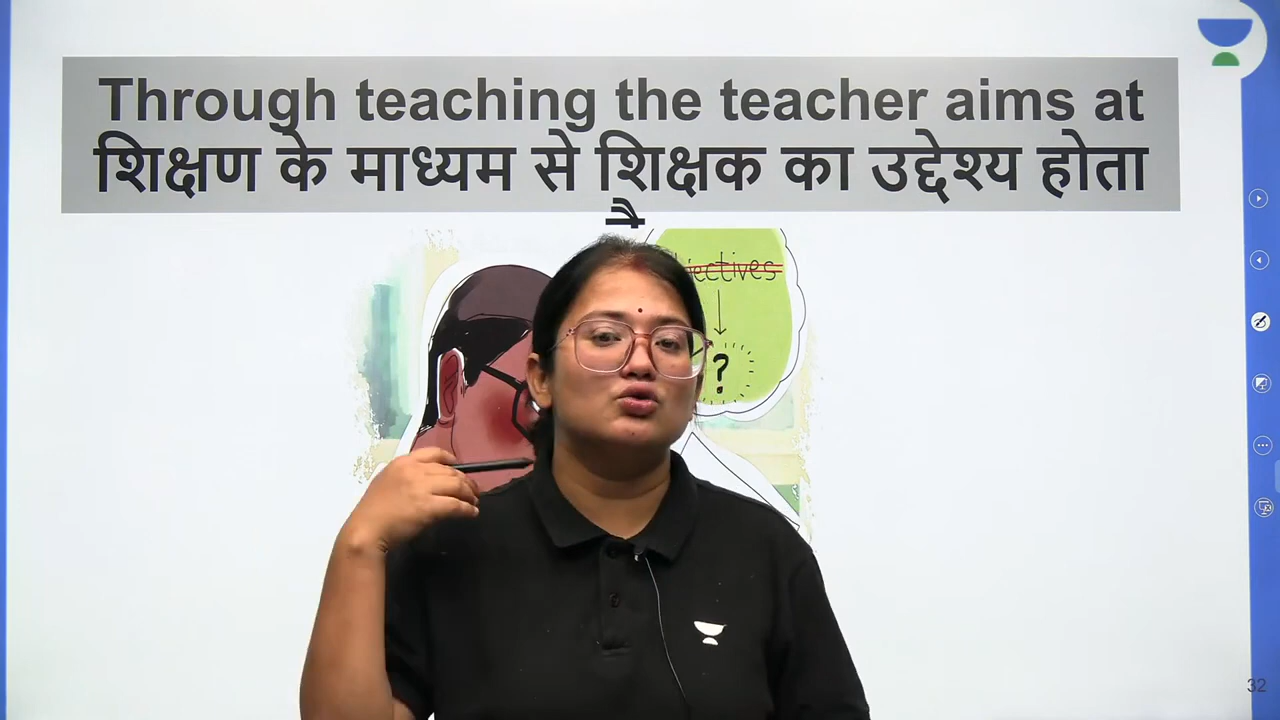 Through teaching the teacher aims at
शिक्षण के माध्यम से शिक्षक का उद्देश्य होता
?
32